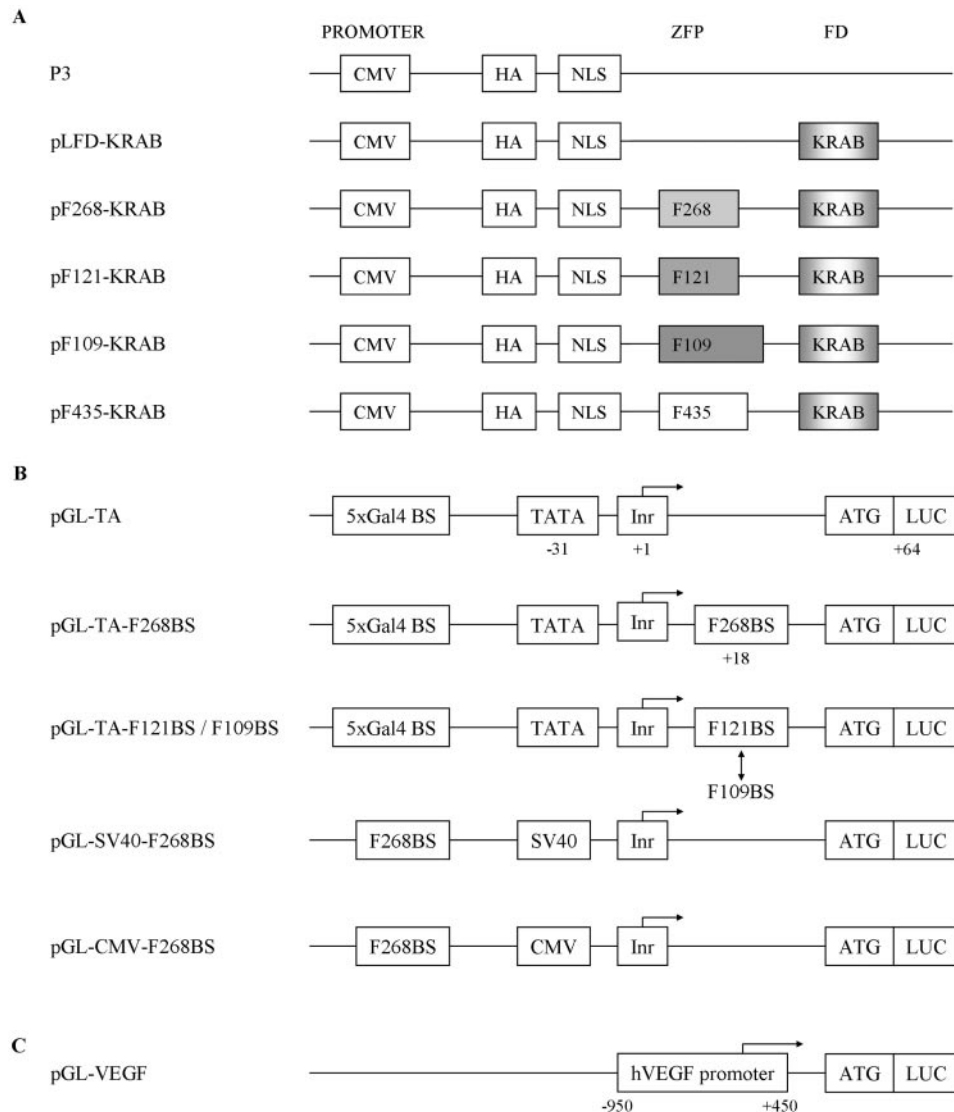 A
PROMOTER ZFP FD
P3 CMV HA NLS
pLFD-KRAB CMV HA NLS KRAB
pF268-KRAB CMV HA NLS F268 KRAB
pF121-KRAB CMV HA NLS F121 KRAB
pF109-KRAB CMV HA NLS F109 KRAB
pF435-KRAB CMV HA NLS F435 KRAB
B
pGL-TA 5xGal4 BS TATA Inr ATG LUC
-31 +1 +64
pGL-TA-F268BS 5xGal4 BS TATA Inr F268BS ATG LUC
+18
pGL-TA-F121BS / F109BS 5xGal4 BS TATA Inr F121BS ATG LUC
F109BS
pGL-SV40-F268BS F268BS SV40 Inr ATG LUC
pGL-CMV-F268BS F268BS CMV Inr ATG LUC
C
pGL-VEGF hVEGF promoter ATG LUC
-950 +450